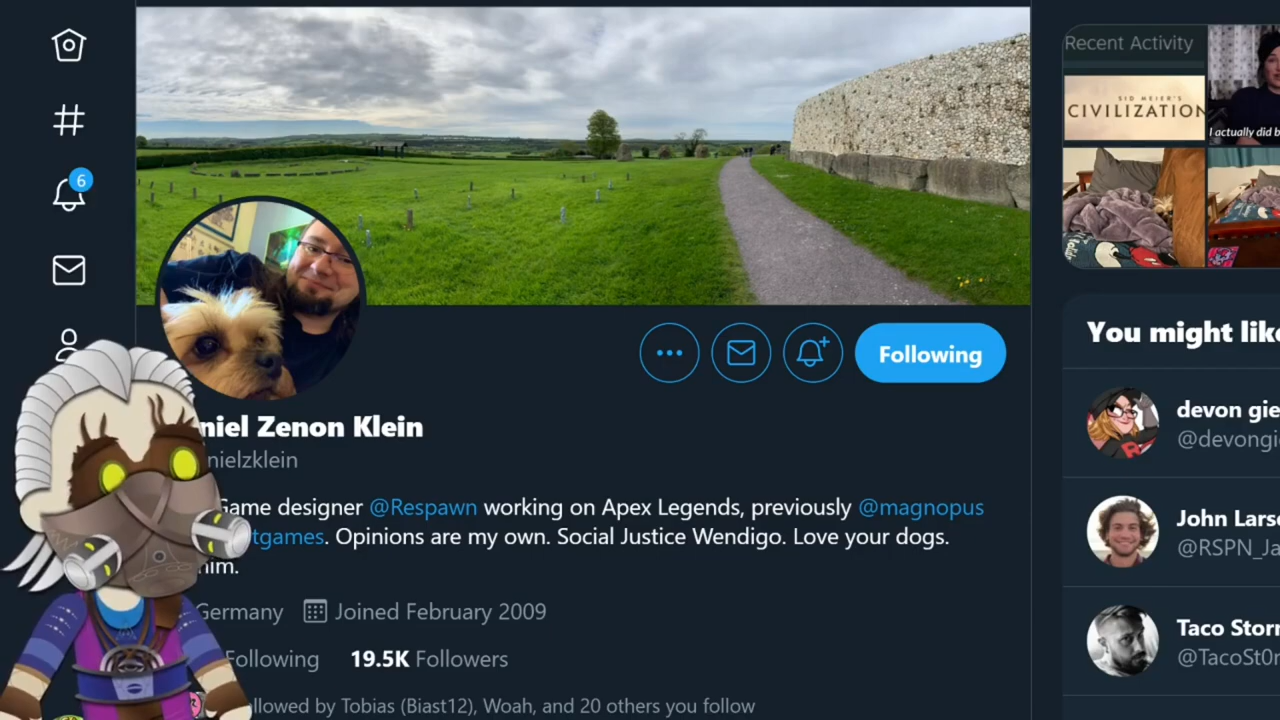 Recent Activity
SID MEIER'S
CIVILIZATION
I actually did b
6
Following
You might like
niel Zenon Klein
nielzklein
Game designer @Respawn working on Apex Legends, previously @magnopus
tgames. Opinions are my own. Social Justice Wendigo. Love your dogs.
him.
Germany Joined February 2009
Following 19.5K Followers
llowed by Tobias (Biast12), Woah, and 20 others you follow
devon gie
@devongi
John Lars
@RSPN_Ja
Taco Stor
@TacoSt0r